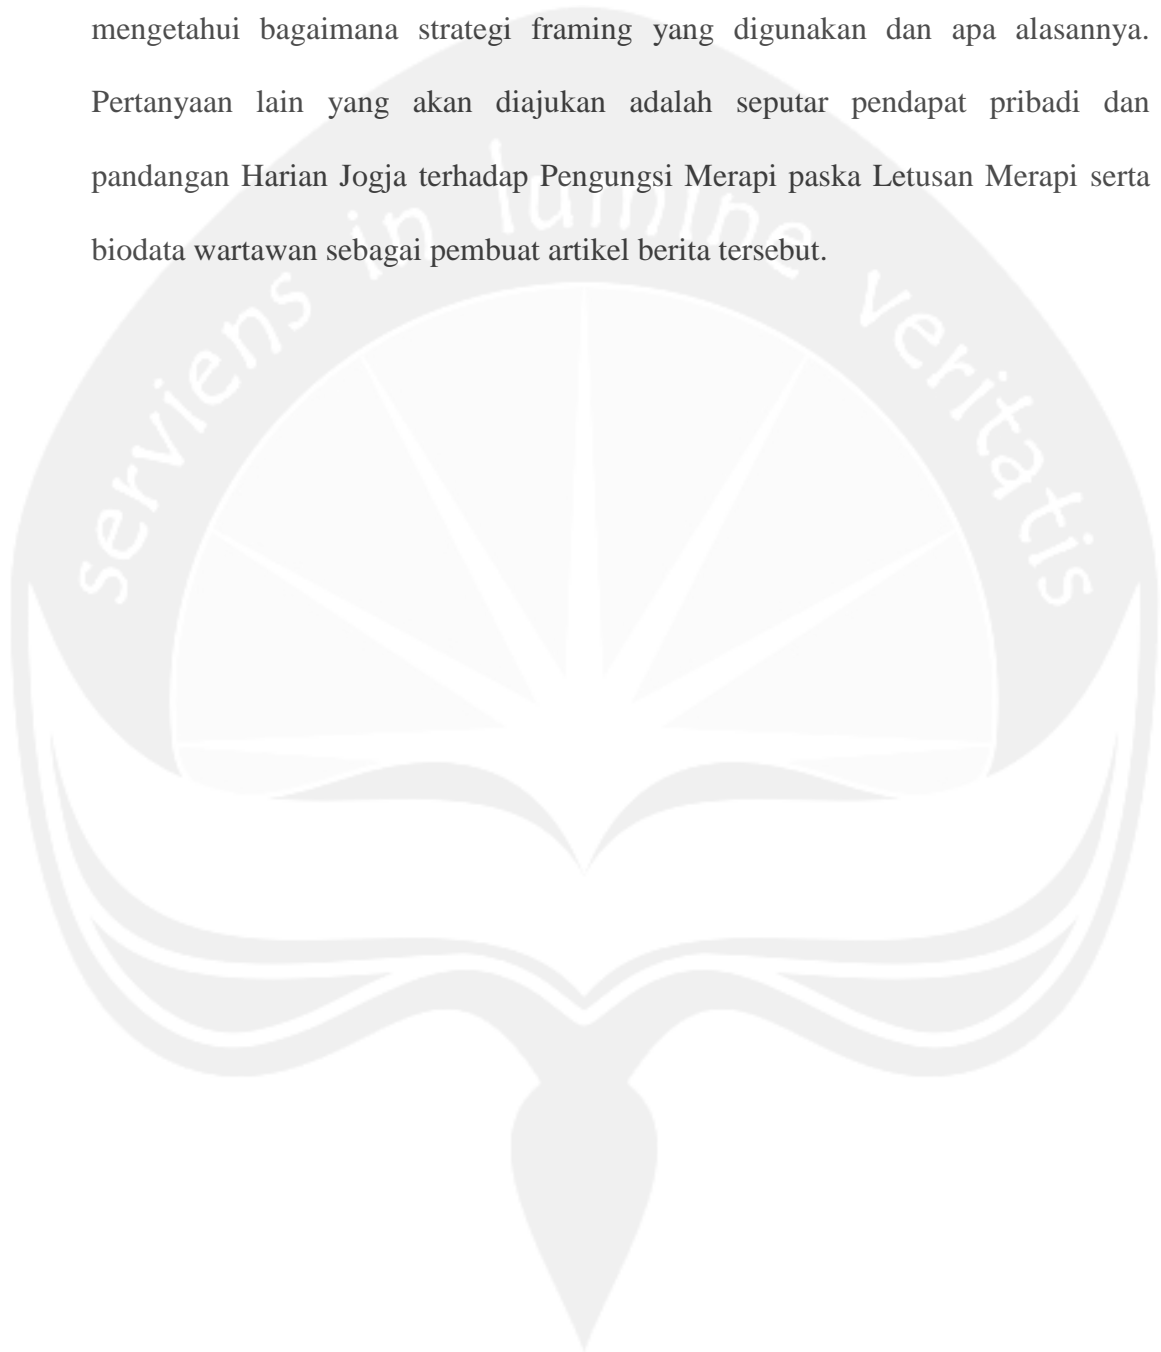 mengetahui bagaimana strategi framing yang digunakan dan apa alasannya.
Pertanyaan lain yang akan diajukan adalah seputar pendapat pribadi dan
pandangan Harian Jogja terhadap Pengungsi Merapi paska Letusan Merapi serta
biodata wartawan sebagai pembuat artikel berita tersebut.
serviens in lumine veritatis